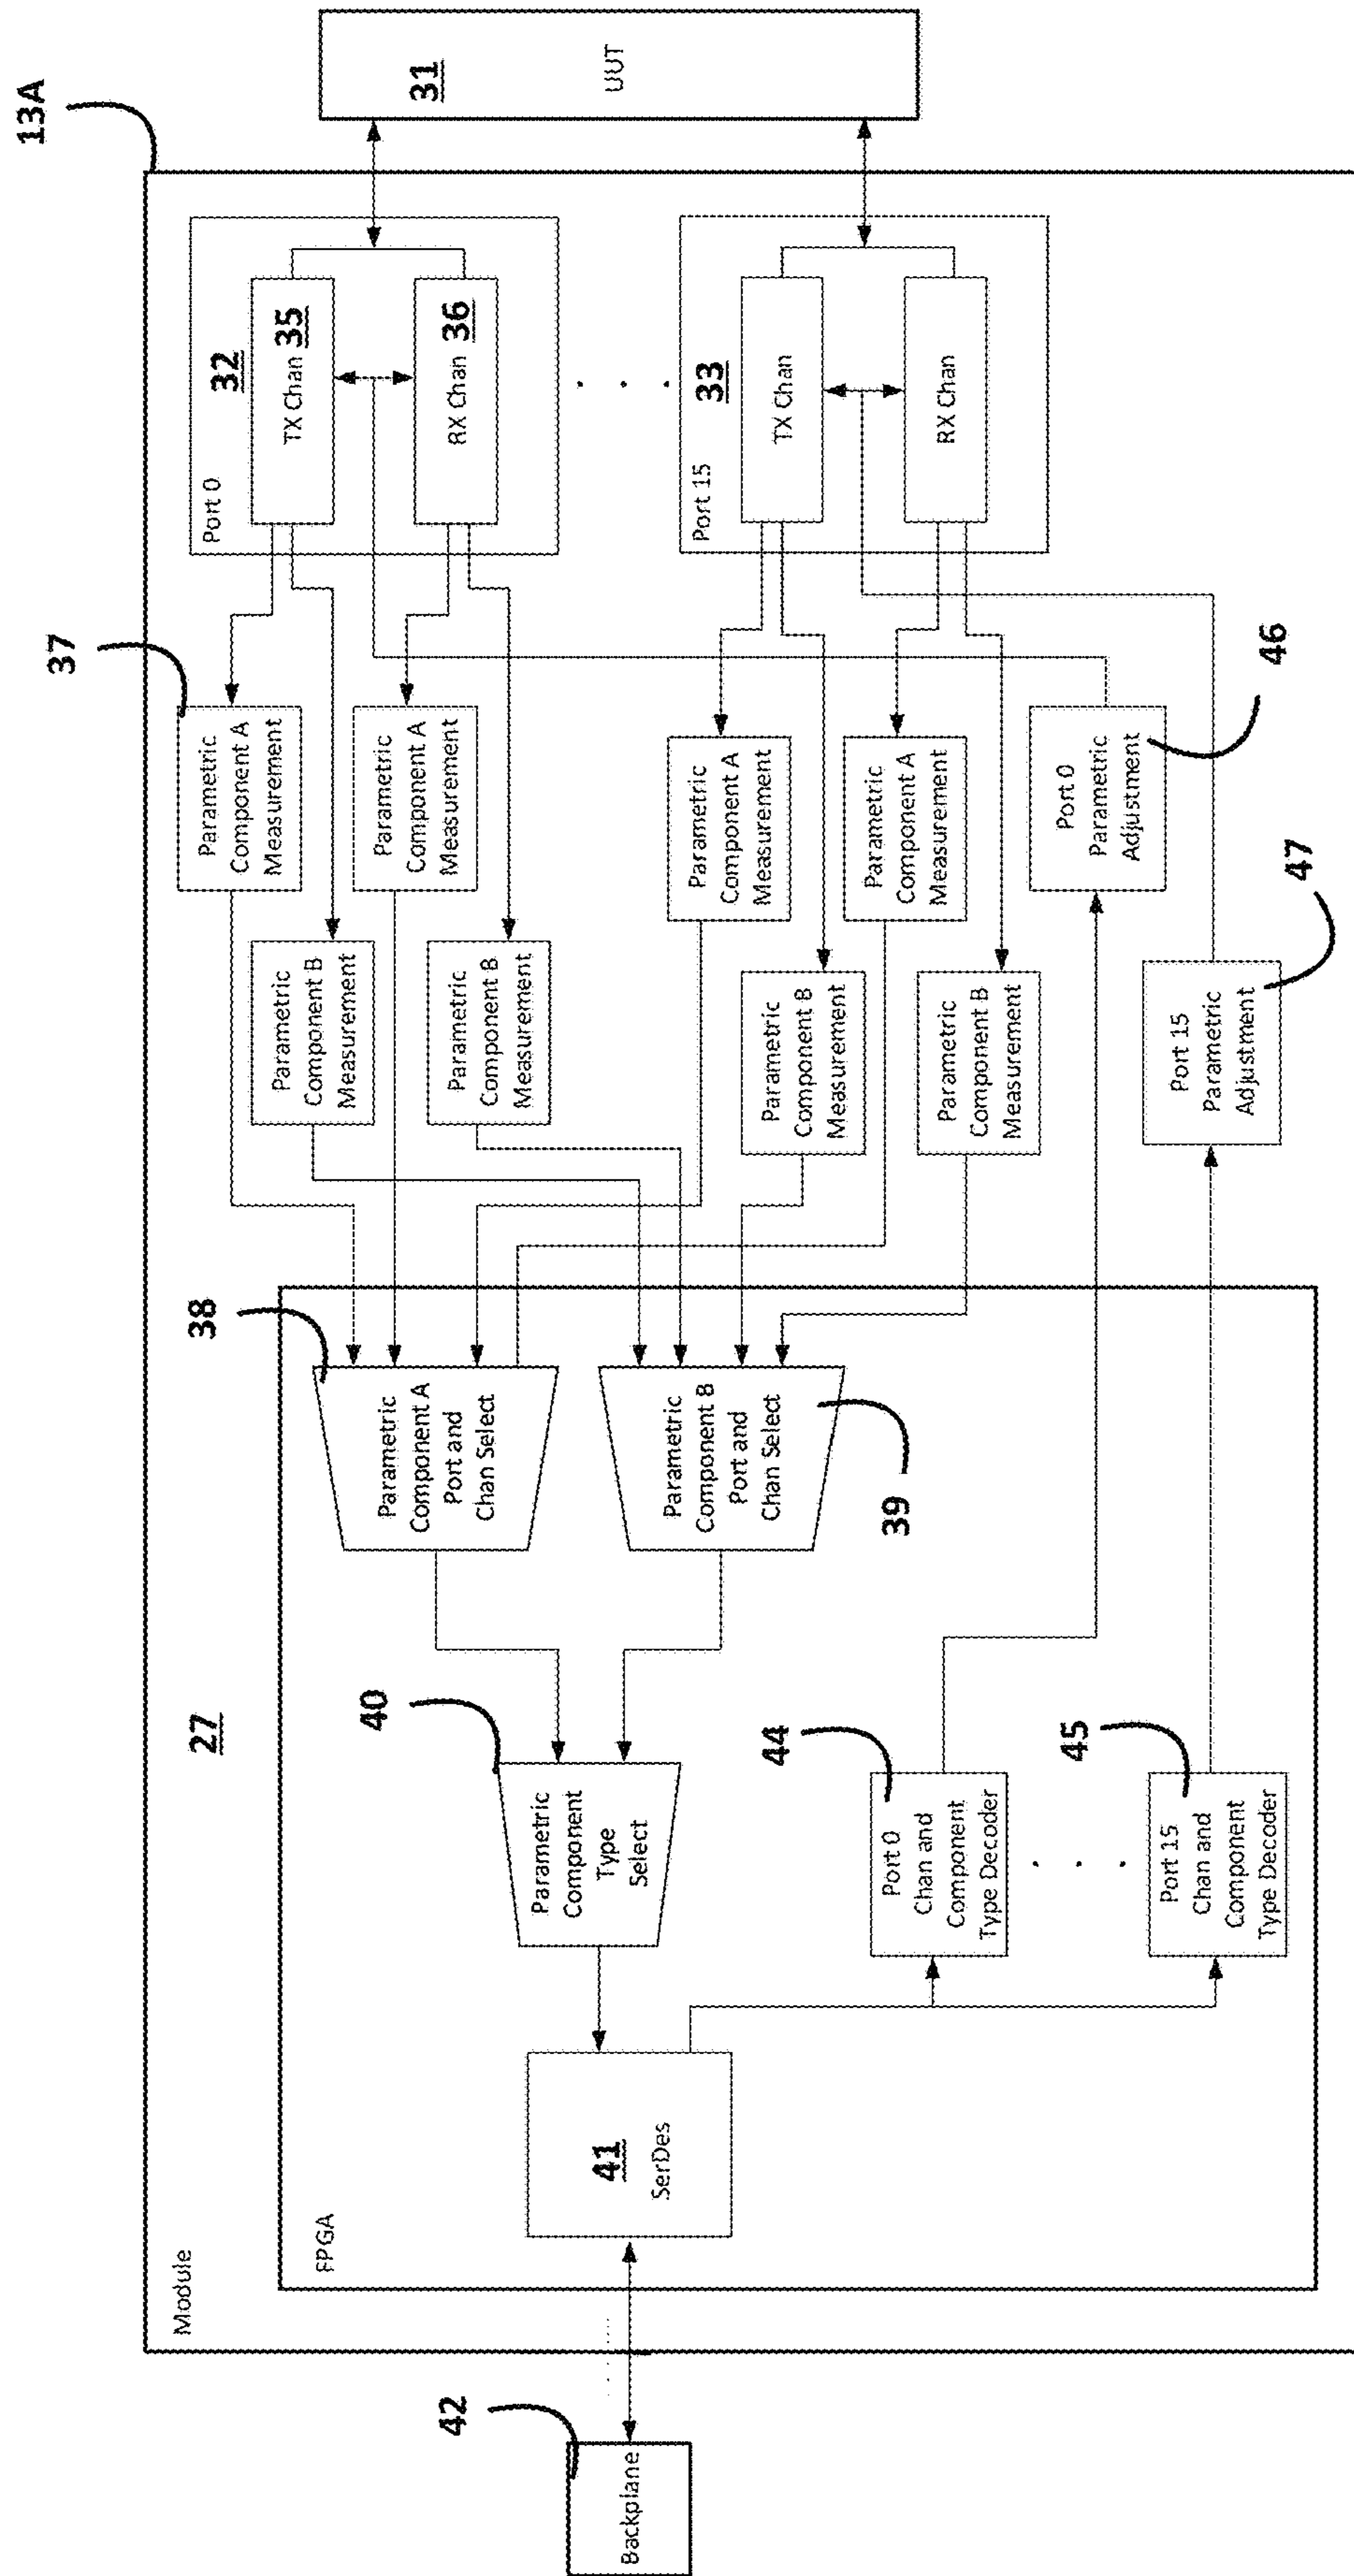 13A
Module
27
FPGA
42
Backplane
41
SerDes
40
Parametric
Component
Type
Select
38
Parametric
Component A
Port and
Chan Select
Parametric
Component B
Port and
Chan Select
39
44
Port 0
Chan and
Component
Type Decoder
45
Port 15
Chan and
Component
Type Decoder
37
Parametric
Component A
Measurement
Parametric
Component B
Measurement
Parametric
Component A
Measurement
Parametric
Component B
Measurement
Parametric
Component A
Measurement
Parametric
Component B
Measurement
Parametric
Component A
Measurement
Parametric
Component B
Measurement
Port 0
Parametric
Adjustment
46
Port 15
Parametric
Adjustment
47
Port 0
32
TX Chan 35
RX Chan 36
Port 15
33
TX Chan
RX Chan
31
UUT